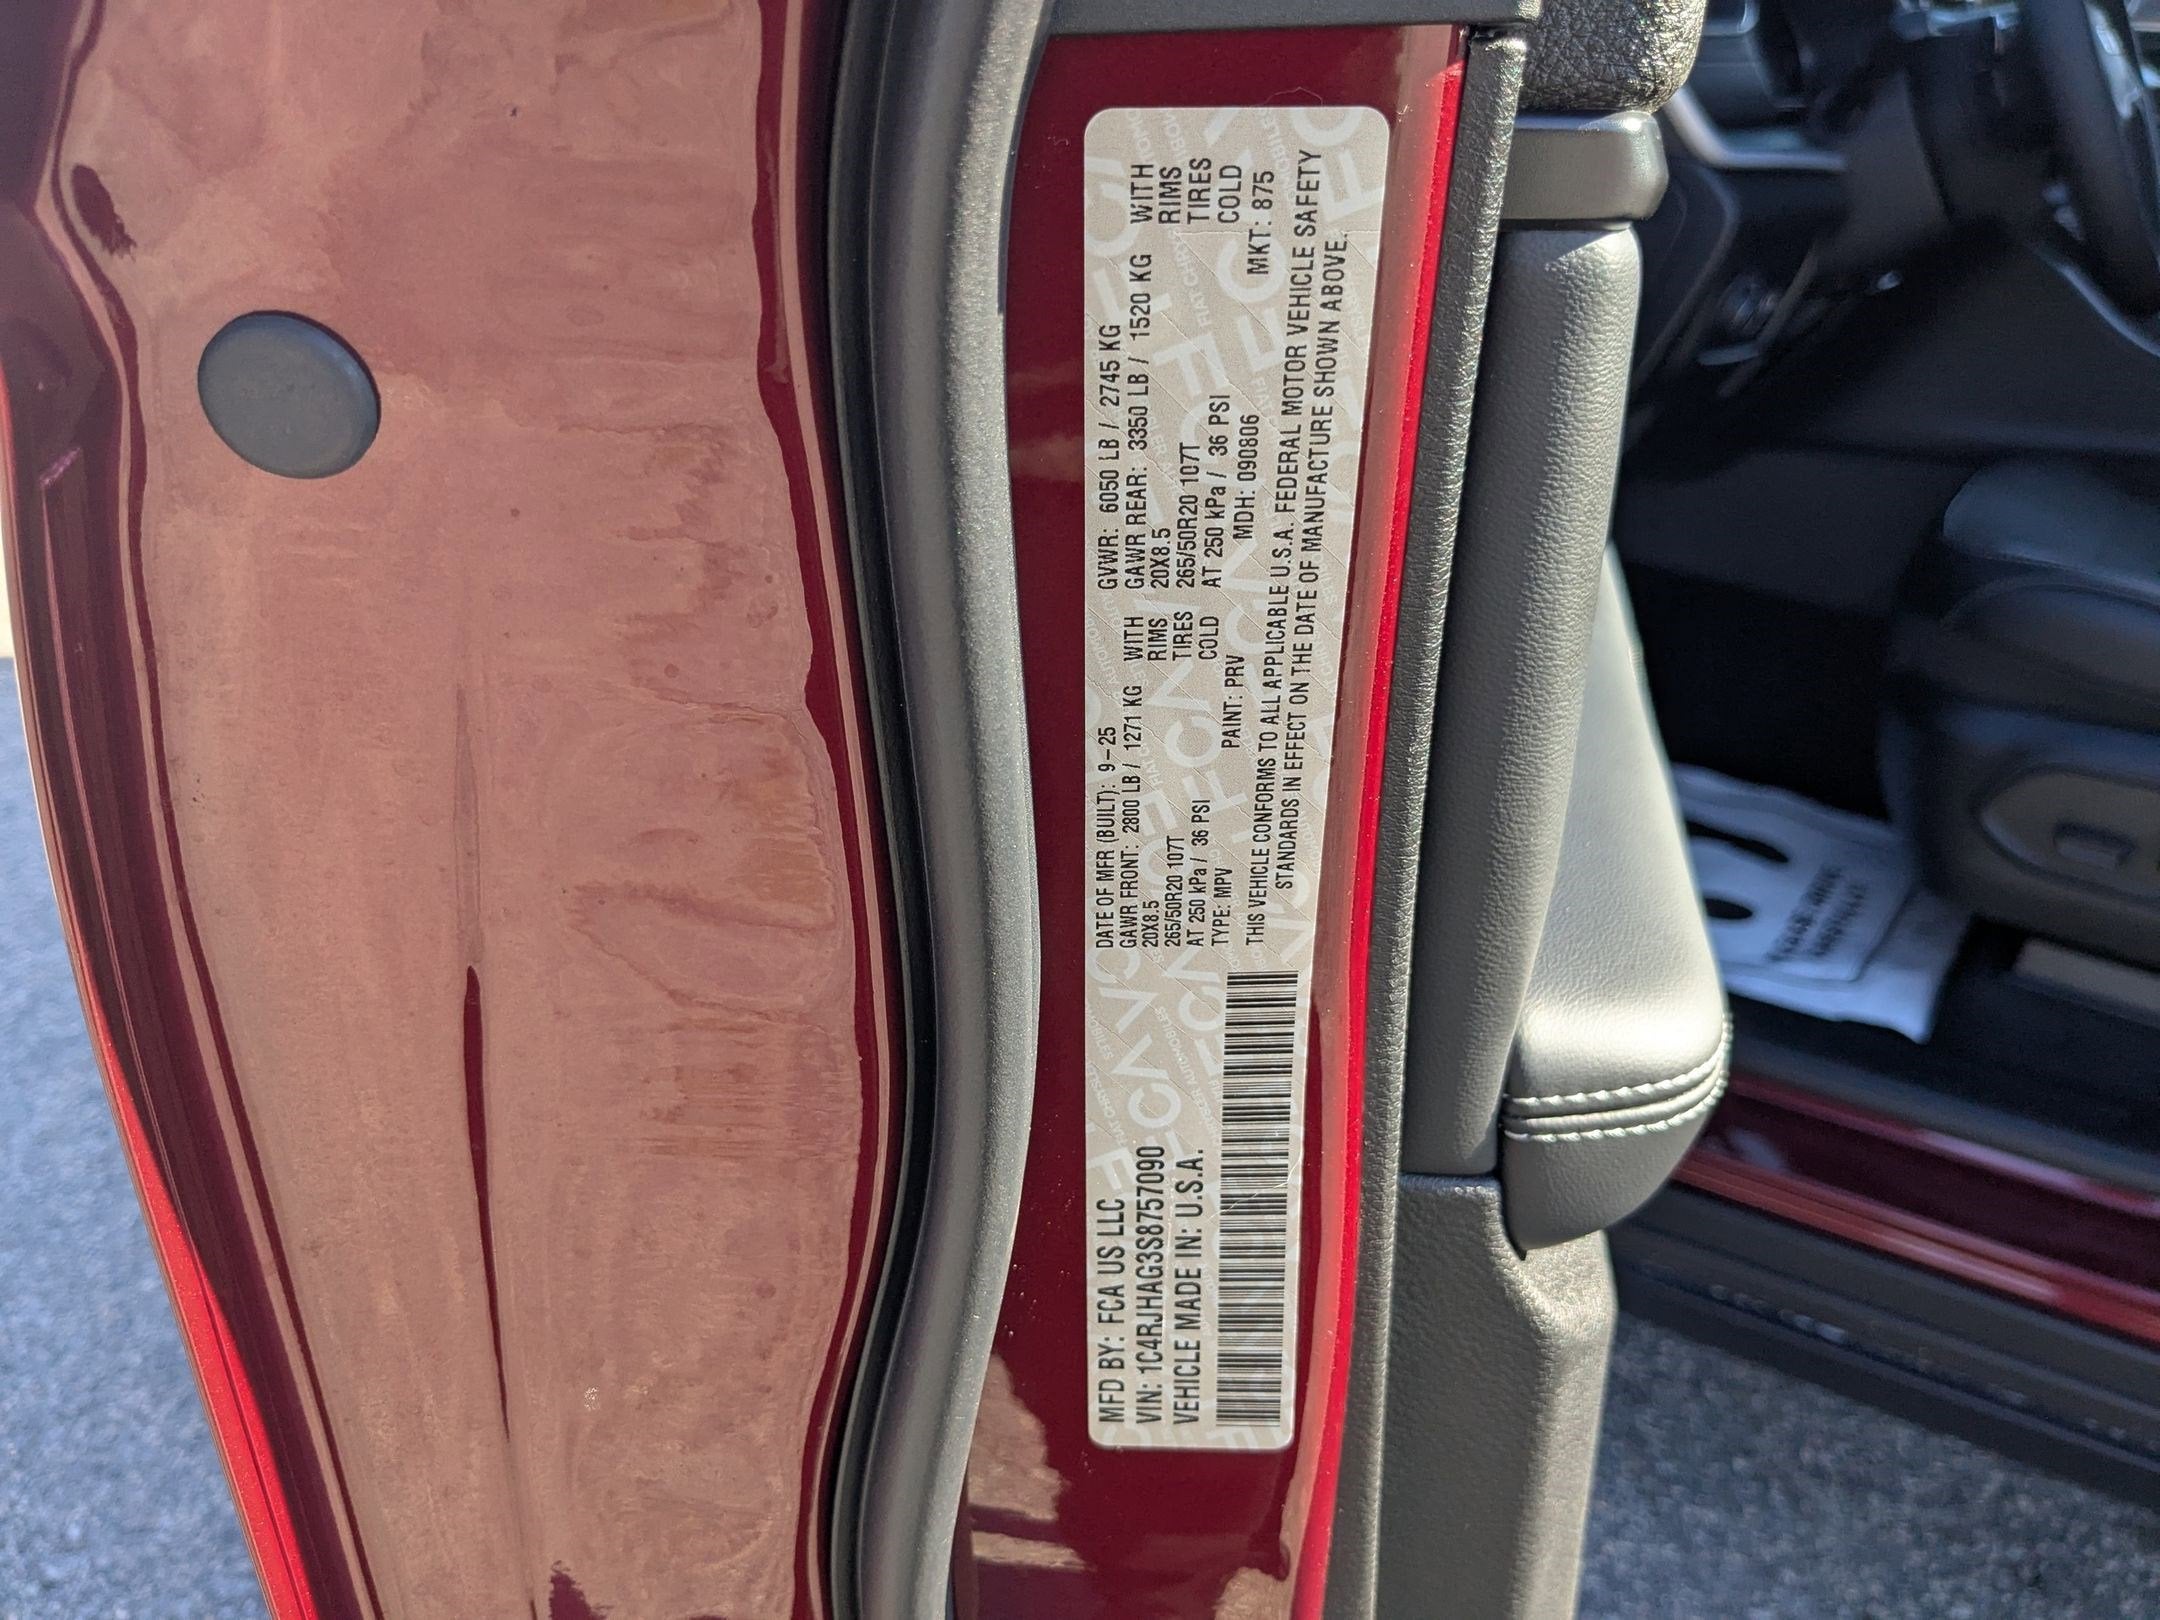 MFD BY: FCA US LLC
VIN: 1C4RJHAG3S8757090
VEHICLE MADE IN: U.S.A.
DATE OF MFR (BUILT): 9-25 GVWR: 6050 LB / 2745 KG
GAWR FRONT: 2800 LB / 1271 KG WITH GAWR REAR: 3350 LB / 1520 KG WITH
20X8.5 RIMS 20X8.5 RIMS
265/50R20 107T TIRES 265/50R20 107T TIRES
AT 250 kPa / 36 PSI COLD AT 250 kPa / 36 PSI COLD
TYPE: MPV PAINT: PRV MDH: 090806 MKT: 875
THIS VEHICLE CONFORMS TO ALL APPLICABLE U.S.A. FEDERAL MOTOR VEHICLE SAFETY
STANDARDS IN EFFECT ON THE DATE OF MANUFACTURE SHOWN ABOVE.